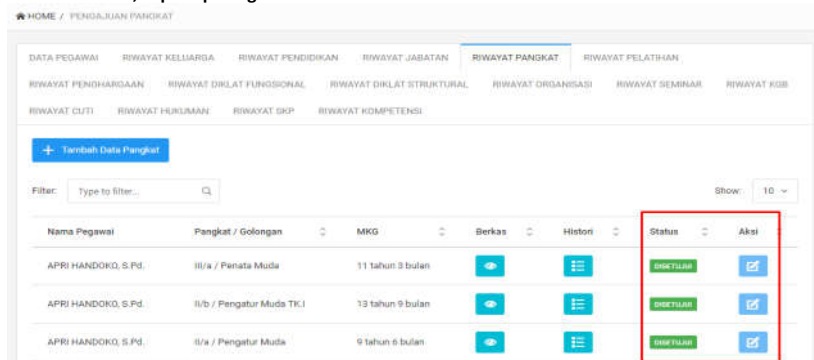 HOME / PENGAJUAN PANGKAT
DATA PEGAWAI RIWAYAT KELUARGA RIWAYAT PENDIDIKAN RIWAYAT JABATAN RIWAYAT PANGKAT RIWAYAT PELATIHAN
RIWAYAT PENGHARGAAN RIWAYAT DIKLAT FUNGSIONAL RIWAYAT DIKLAT STRUKTURAL RIWAYAT ORGANISASI RIWAYAT SEMINAR RIWAYAT KGB
RIWAYAT CUTI RIWAYAT HUKUMAN RIWAYAT SKP RIWAYAT KOMPETENSI
+ Tambah Data Pangkat
Filter: Type to filter... Show: 10
Nama Pegawai Pangkat / Golongan MKG Berkas Histori Status Aksi
APRI HANDOKO, S.Pd. III/a / Penata Muda 11 tahun 3 bulan DISETUJUI
APRI HANDOKO, S.Pd. II/b / Pengatur Muda TK.I 13 tahun 9 bulan DISETUJUI
APRI HANDOKO, S.Pd. II/a / Pengatur Muda 9 tahun 6 bulan DISETUJUI